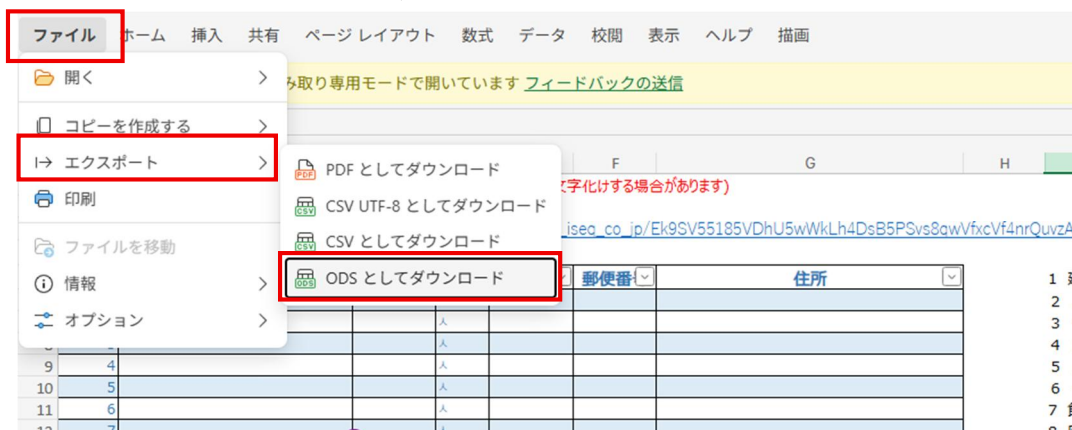 ファイル ホーム 挿入 共有 ページ レイアウト 数式 データ 校閲 表示 ヘルプ 描画
開く
み取り専用モードで開いています フィードバックの送信
コピーを作成する
エクスポート
PDF としてダウンロード
F G H
文字化けする場合があります)
印刷
CSV UTF-8 としてダウンロード
CSV としてダウンロード
ファイルを移動
ODS としてダウンロード
郵便番 住所
情報
オプション
1
2
人 3
人 4
9 4 人 5
10 5 人 6
11 6 人 7